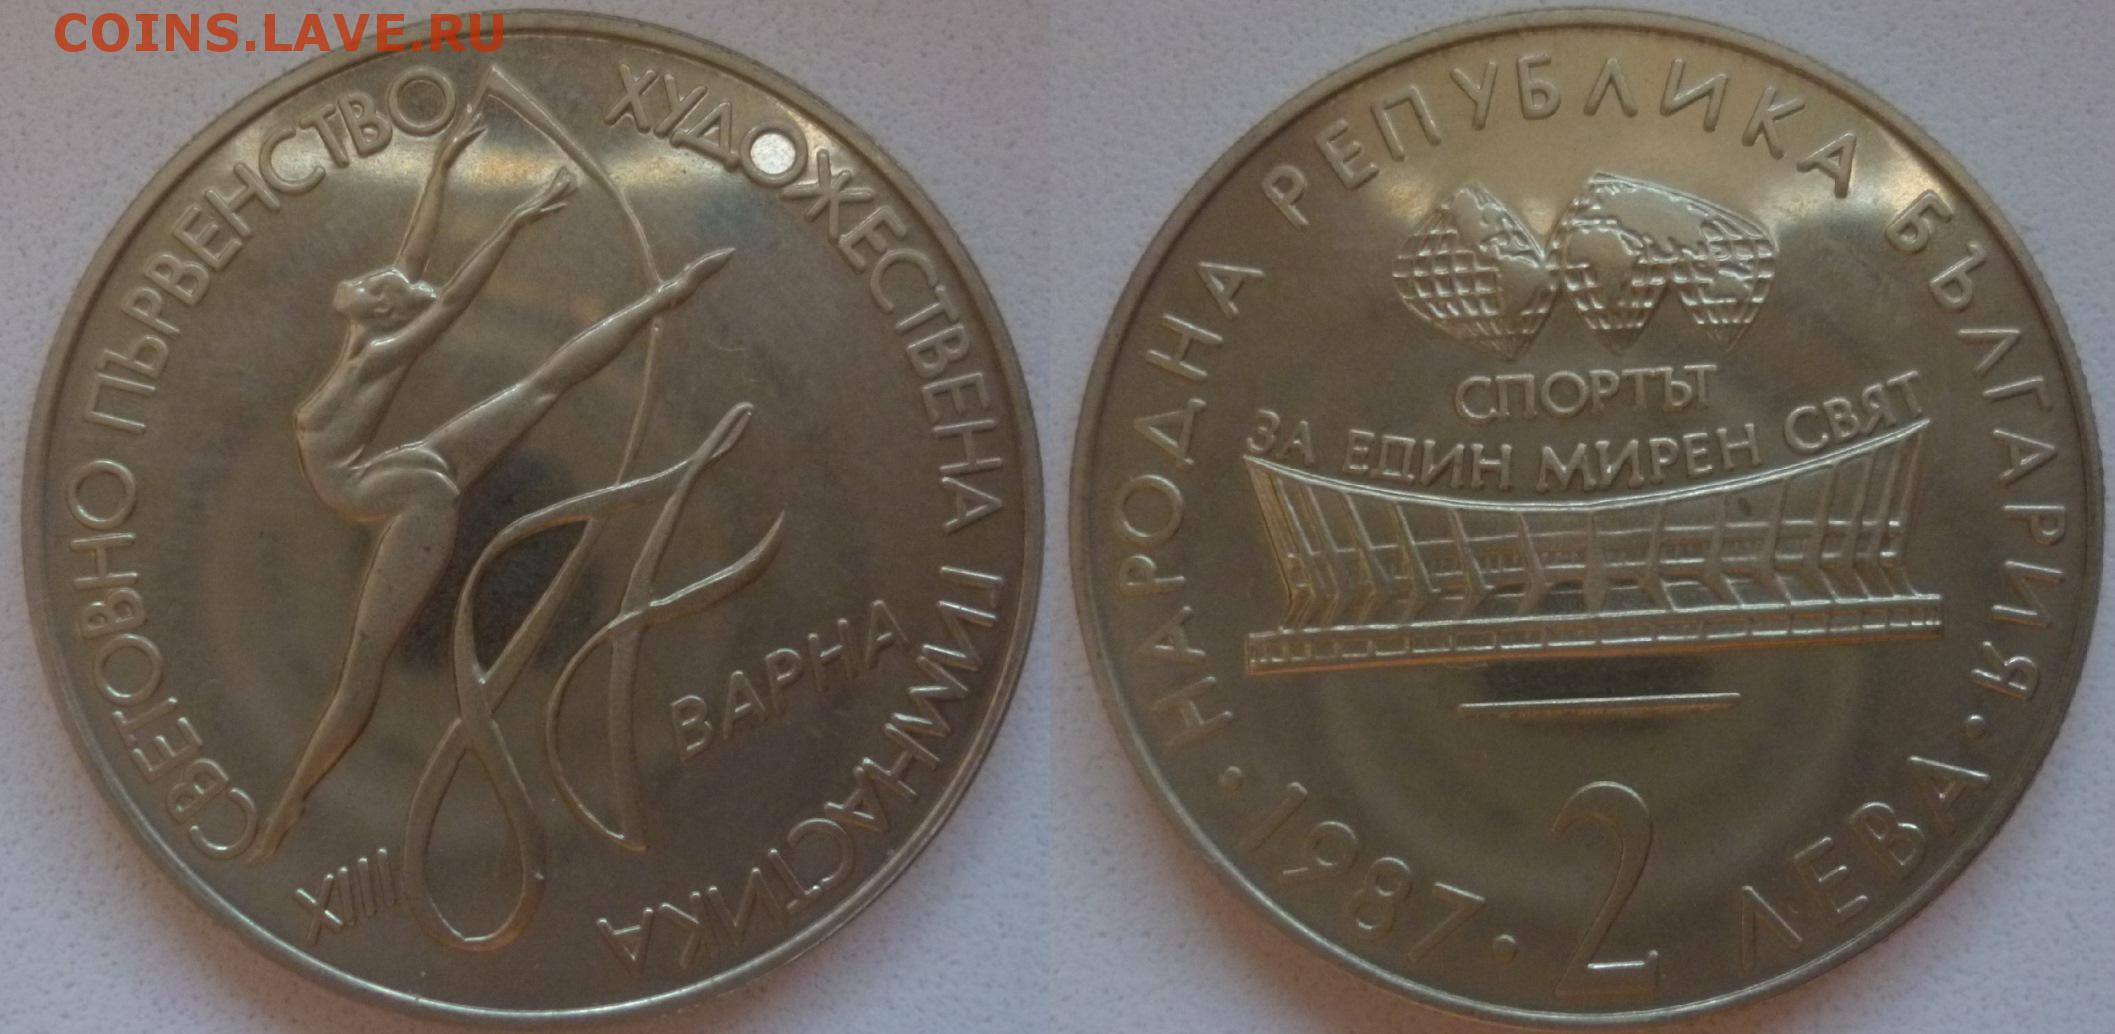 COINS.LAVE.RU
СВЕТОВНО ПЪРВЕНСТВО
ХУДОЖЕСТВЕНА ГИМНАСТИКА
87
ВАРНА
XIIII
НАРОДНА РЕПУБЛИКА БЪЛГАРИЯ
СПОРТЪТ
ЗА ЕДИН МИРЕН СВЯТ
· 1987 · 2 ЛЕВА ·